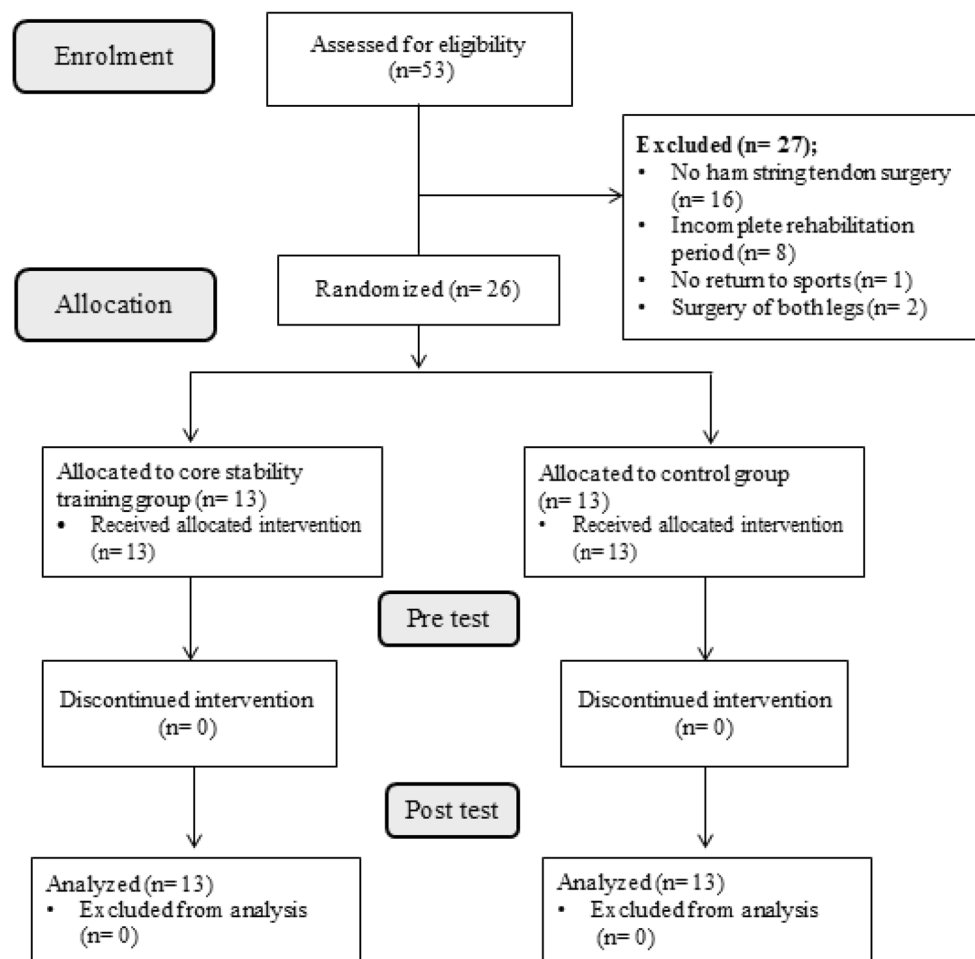 Enrolment
Assessed for eligibility
(n=53)
Excluded (n= 27);
• No ham string tendon surgery
(n= 16)
• Incomplete rehabilitation
period (n= 8)
• No return to sports (n= 1)
• Surgery of both legs (n= 2)
Allocation
Randomized (n= 26)
Allocated to core stability
training group (n= 13)
• Received allocated intervention
(n= 13)
Allocated to control group
(n= 13)
• Received allocated intervention
(n= 13)
Pre test
Discontinued intervention
(n= 0)
Discontinued intervention
(n= 0)
Post test
Analyzed (n= 13)
• Excluded from analysis
(n= 0)
Analyzed (n= 13)
• Excluded from analysis
(n= 0)